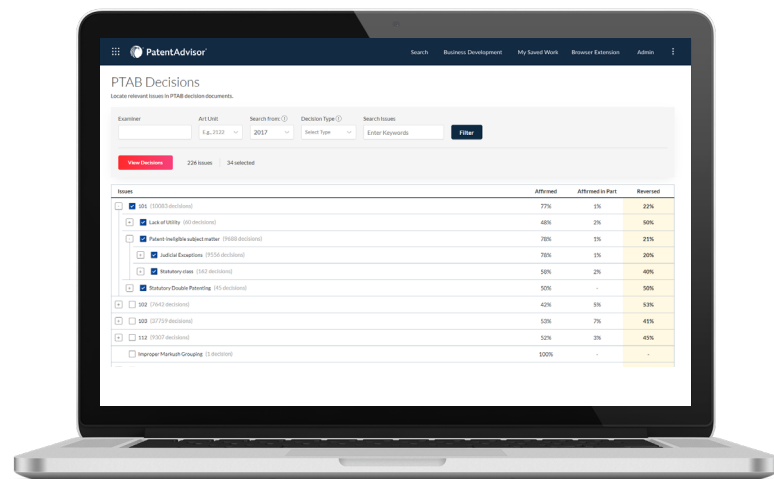 PatentAdvisor
Search Business Development My Saved Work Browser Extension Admin
PTAB Decisions
Locate relevant issues in PTAB decision documents.
Examiner Art Unit Search from: Decision Type Search Issues
E.g., 2122 2017 Select Type Enter Keywords Filter
View Decisions 226 issues 34 selected
Issues Affirmed Affirmed in Part Reversed
101 (10083 decisions) 77% 1% 22%
Lack of Utility (60 decisions) 48% 2% 50%
Patent-ineligible subject matter (9688 decisions) 78% 1% 21%
Judicial Exceptions (9556 decisions) 78% 1% 20%
Statutory class (162 decisions) 58% 2% 40%
Statutory Double Patenting (45 decisions) 50% - 50%
102 (7642 decisions) 42% 5% 53%
103 (37759 decisions) 53% 7% 41%
112 (9307 decisions) 52% 3% 45%
Improper Markush Grouping (1 decision) 100% - -